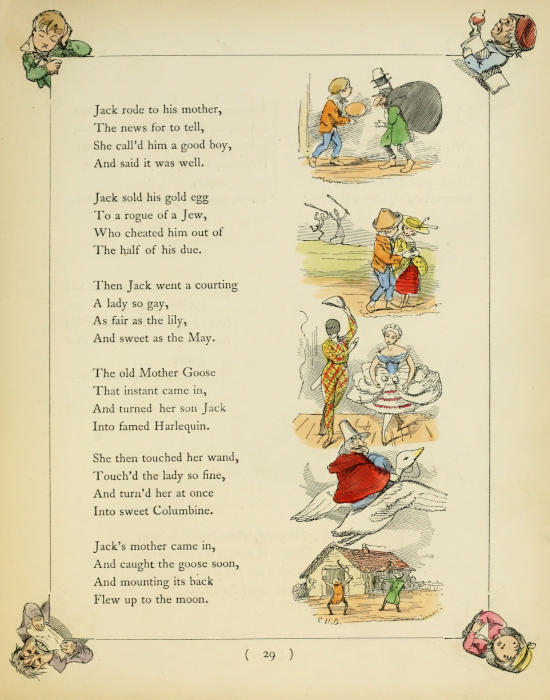 Jack rode to his mother,
The news for to tell,
She call'd him a good boy,
And said it was well.
Jack sold his gold egg
To a rogue of a Jew,
Who cheated him out of
The half of his due.
Then Jack went a courting
A lady so gay,
As fair as the lily,
And sweet as the May.
The old Mother Goose
That instant came in,
And turned her son Jack
Into famed Harlequin.
She then touched her wand,
Touch'd the lady so fine,
And turn'd her at once
Into sweet Columbine.
Jack's mother came in,
And caught the goose soon,
And mounting its back
Flew up to the moon.
C H B
( 29 )